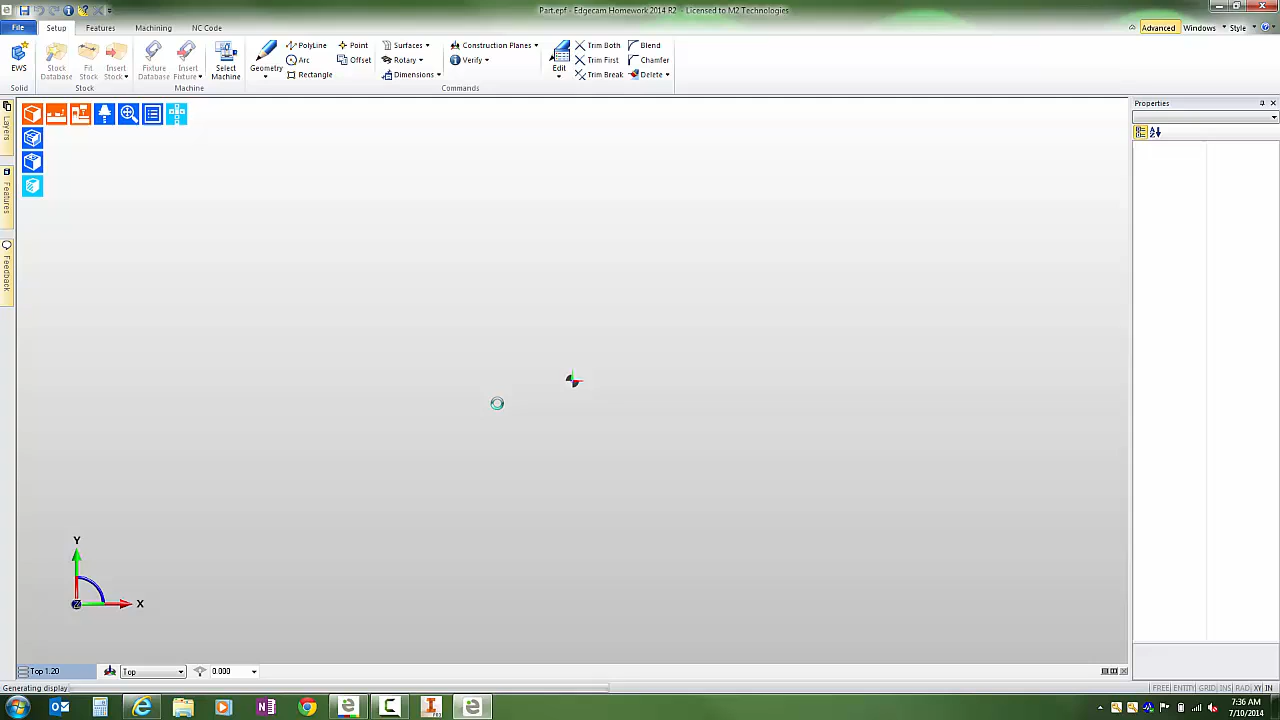 Part.epf - Edgecam Homework 2014 R2 - Licensed to M2 Technologies
File Setup Features Machining NC Code Advanced Windows Style
EWS
Stock Database
Fit Stock
Insert Stock
Fixture Database
Insert Fixture
Select Machine
Geometry
PolyLine Point Surfaces Construction Planes
Arc Offset Rotary Verify
Rectangle Dimensions
Edit
Trim Both Blend
Trim First Chamfer
Trim Break Delete
Solid Stock Machine Commands
Layers
Features
Feedback
Properties
Y
X
Z
Top 1.20 Top 0.000
Generating display FREE ENTITY GRID INS RAD XY IN
7:36 AM
7/10/2014